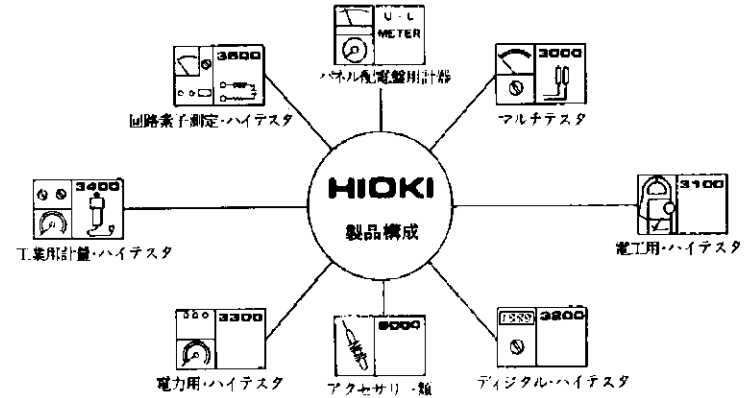 U・L
METER
パネル配電盤用計器
3500
回路素子測定・ハイテスタ
3000
マルチテスタ
3400
工業用計量・ハイテスタ
HIOKI
製品構成
3100
電工用・ハイテスタ
3300
電力用・ハイテスタ
アクセサリー類
3200
ディジタル・ハイテスタ